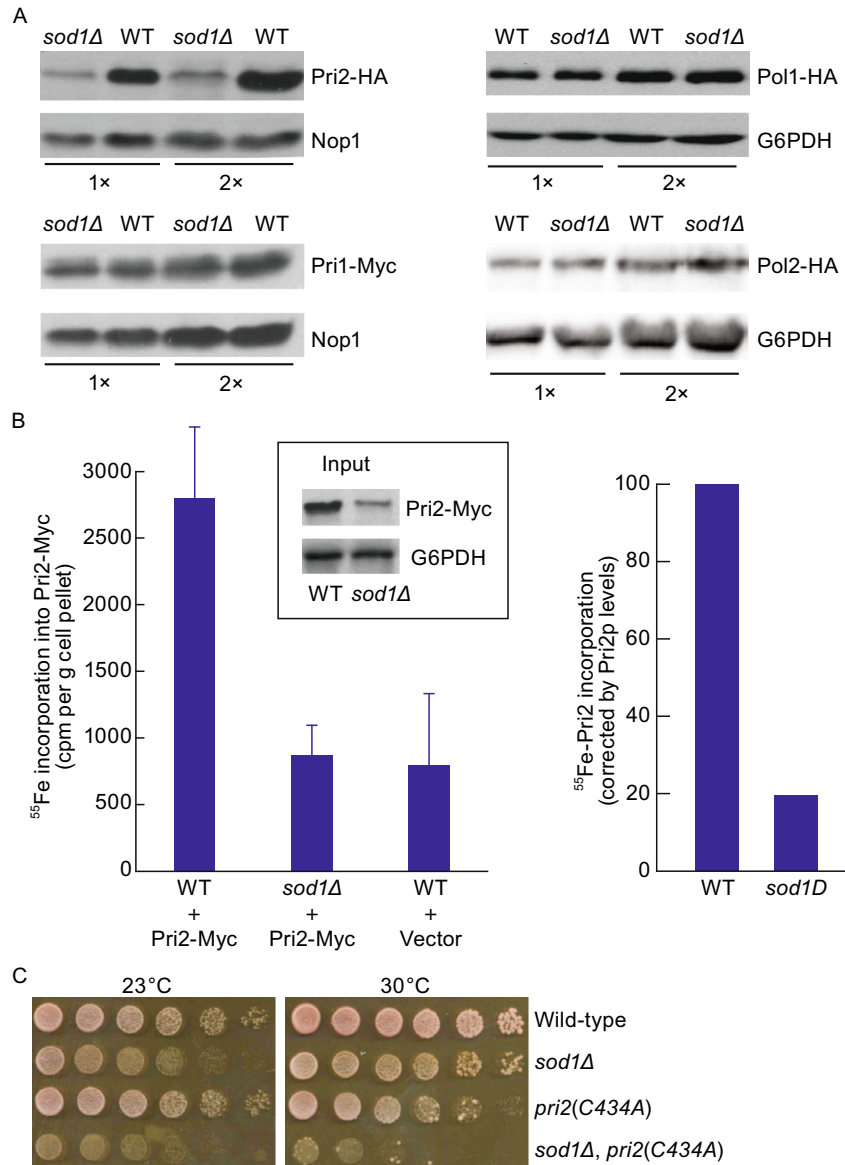 A
sod1Δ WT sod1Δ WT
Pri2-HA
Nop1
1× 2×
WT sod1Δ WT sod1Δ
Pol1-HA
G6PDH
1× 2×
sod1Δ WT sod1Δ WT
Pri1-Myc
Nop1
1× 2×
WT sod1Δ WT sod1Δ
Pol2-HA
G6PDH
1× 2×
B
⁵⁵Fe incorporation into Pri2-Myc
(cpm per g cell pellet)
3000
2500
2000
1500
1000
500
0
WT + Pri2-Myc
sod1Δ + Pri2-Myc
WT + Vector
Input
Pri2-Myc
G6PDH
WT sod1Δ
⁵⁵Fe-Pri2 incorporation
(corrected by Pri2p levels)
100
80
60
40
20
0
WT sod1D
C
23°C 30°C
Wild-type
sod1Δ
pri2(C434A)
sod1Δ, pri2(C434A)